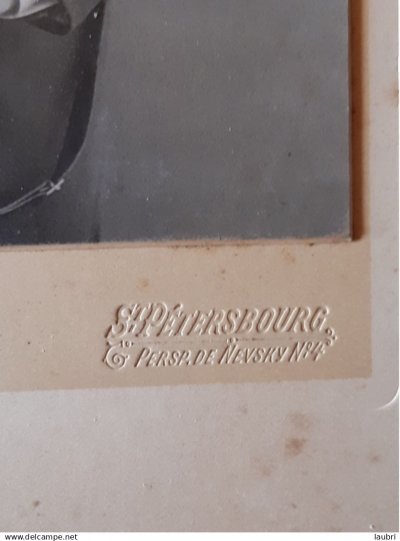 ST PÉTERSBOURG.
PERSP. DE NEVSKY No 4
www.delcampe.net
laubri